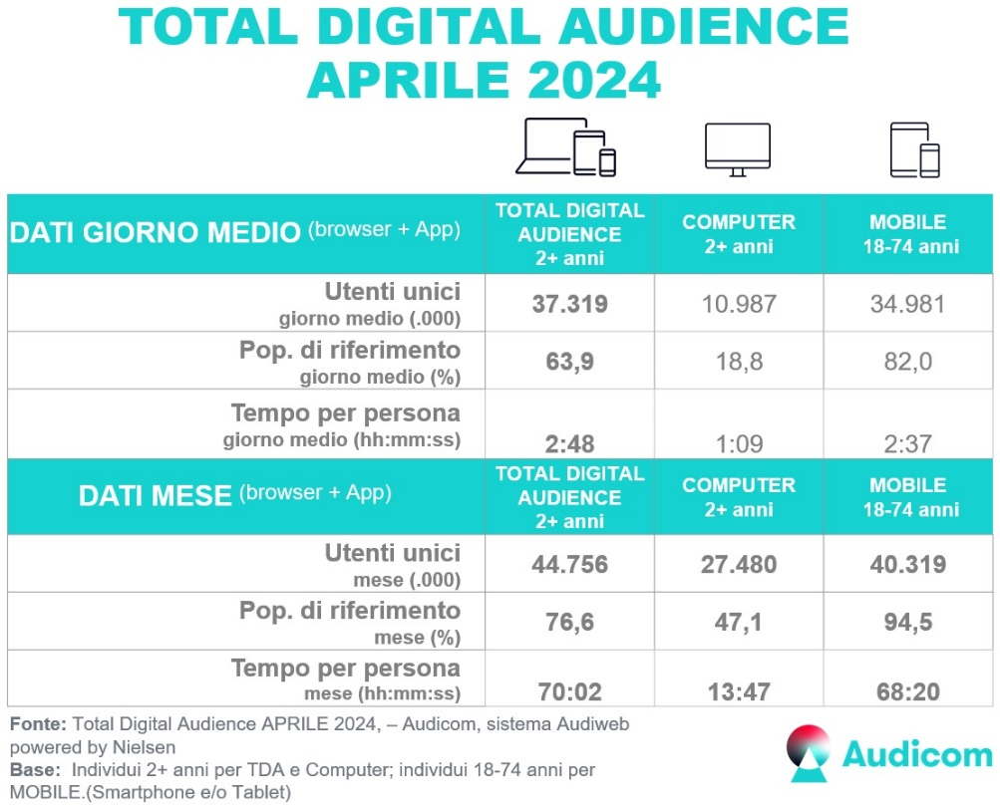 TOTAL DIGITAL AUDIENCE
APRILE 2024
DATI GIORNO MEDIO (browser + App)
TOTAL DIGITAL
AUDIENCE
2+ anni
COMPUTER
2+ anni
MOBILE
18-74 anni
Utenti unici
giorno medio (.000)
37.319
10.987
34.981
Pop. di riferimento
giorno medio (%)
63,9
18,8
82,0
Tempo per persona
giorno medio (hh:mm:ss)
2:48
1:09
2:37
DATI MESE (browser + App)
TOTAL DIGITAL
AUDIENCE
2+ anni
COMPUTER
2+ anni
MOBILE
18-74 anni
Utenti unici
mese (.000)
44.756
27.480
40.319
Pop. di riferimento
mese (%)
76,6
47,1
94,5
Tempo per persona
mese (hh:mm:ss)
70:02
13:47
68:20
Fonte: Total Digital Audience APRILE 2024, – Audicom, sistema Audiweb
powered by Nielsen
Base: Individui 2+ anni per TDA e Computer; individui 18-74 anni per
MOBILE.(Smartphone e/o Tablet)
Audicom